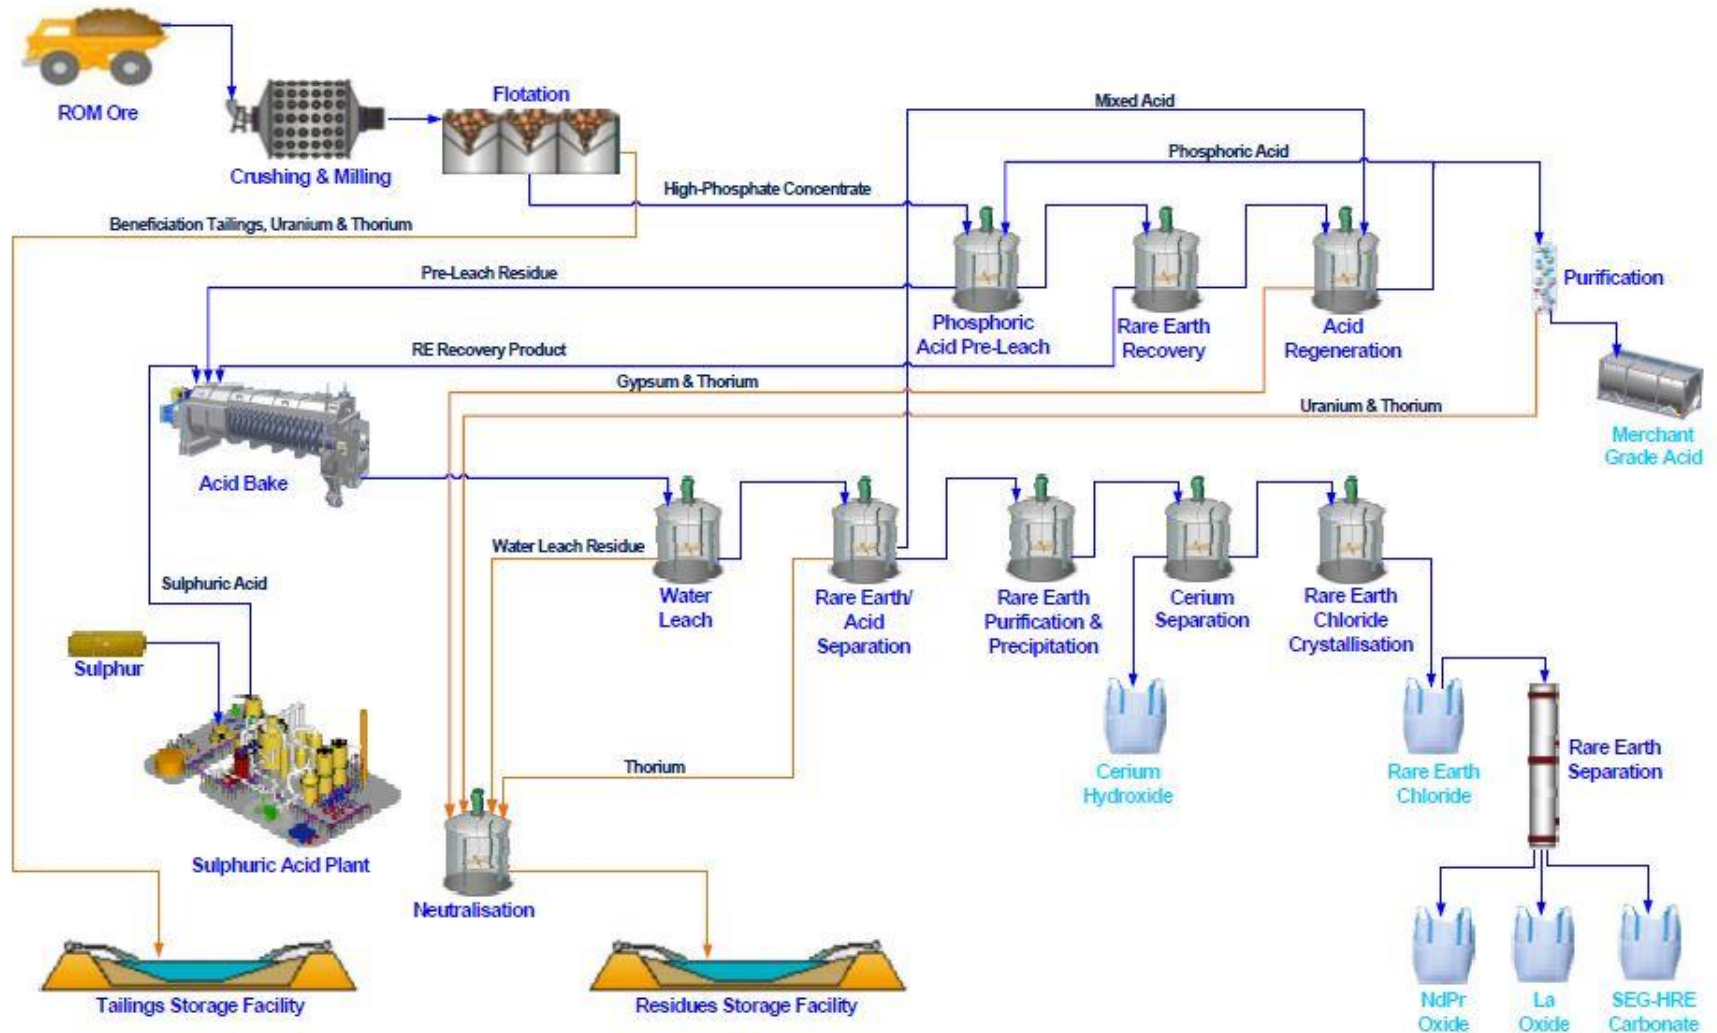 ROM Ore
Crushing & Milling
Flotation
Mixed Acid
Phosphoric Acid
High-Phosphate Concentrate
Beneficiation Tailings, Uranium & Thorium
Pre-Leach Residue
Phosphoric
Acid Pre-Leach
Rare Earth
Recovery
Acid
Regeneration
Purification
RE Recovery Product
Gypsum & Thorium
Uranium & Thorium
Merchant
Grade Acid
Acid Bake
Water Leach Residue
Sulphuric Acid
Water
Leach
Rare Earth/
Acid
Separation
Rare Earth
Purification &
Precipitation
Cerium
Separation
Rare Earth
Chloride
Crystallisation
Sulphur
Thorium
Cerium
Hydroxide
Rare Earth
Chloride
Rare Earth
Separation
Sulphuric Acid Plant
Neutralisation
Tailings Storage Facility
Residues Storage Facility
NdPr
Oxide
La
Oxide
SEG-HRE
Carbonate